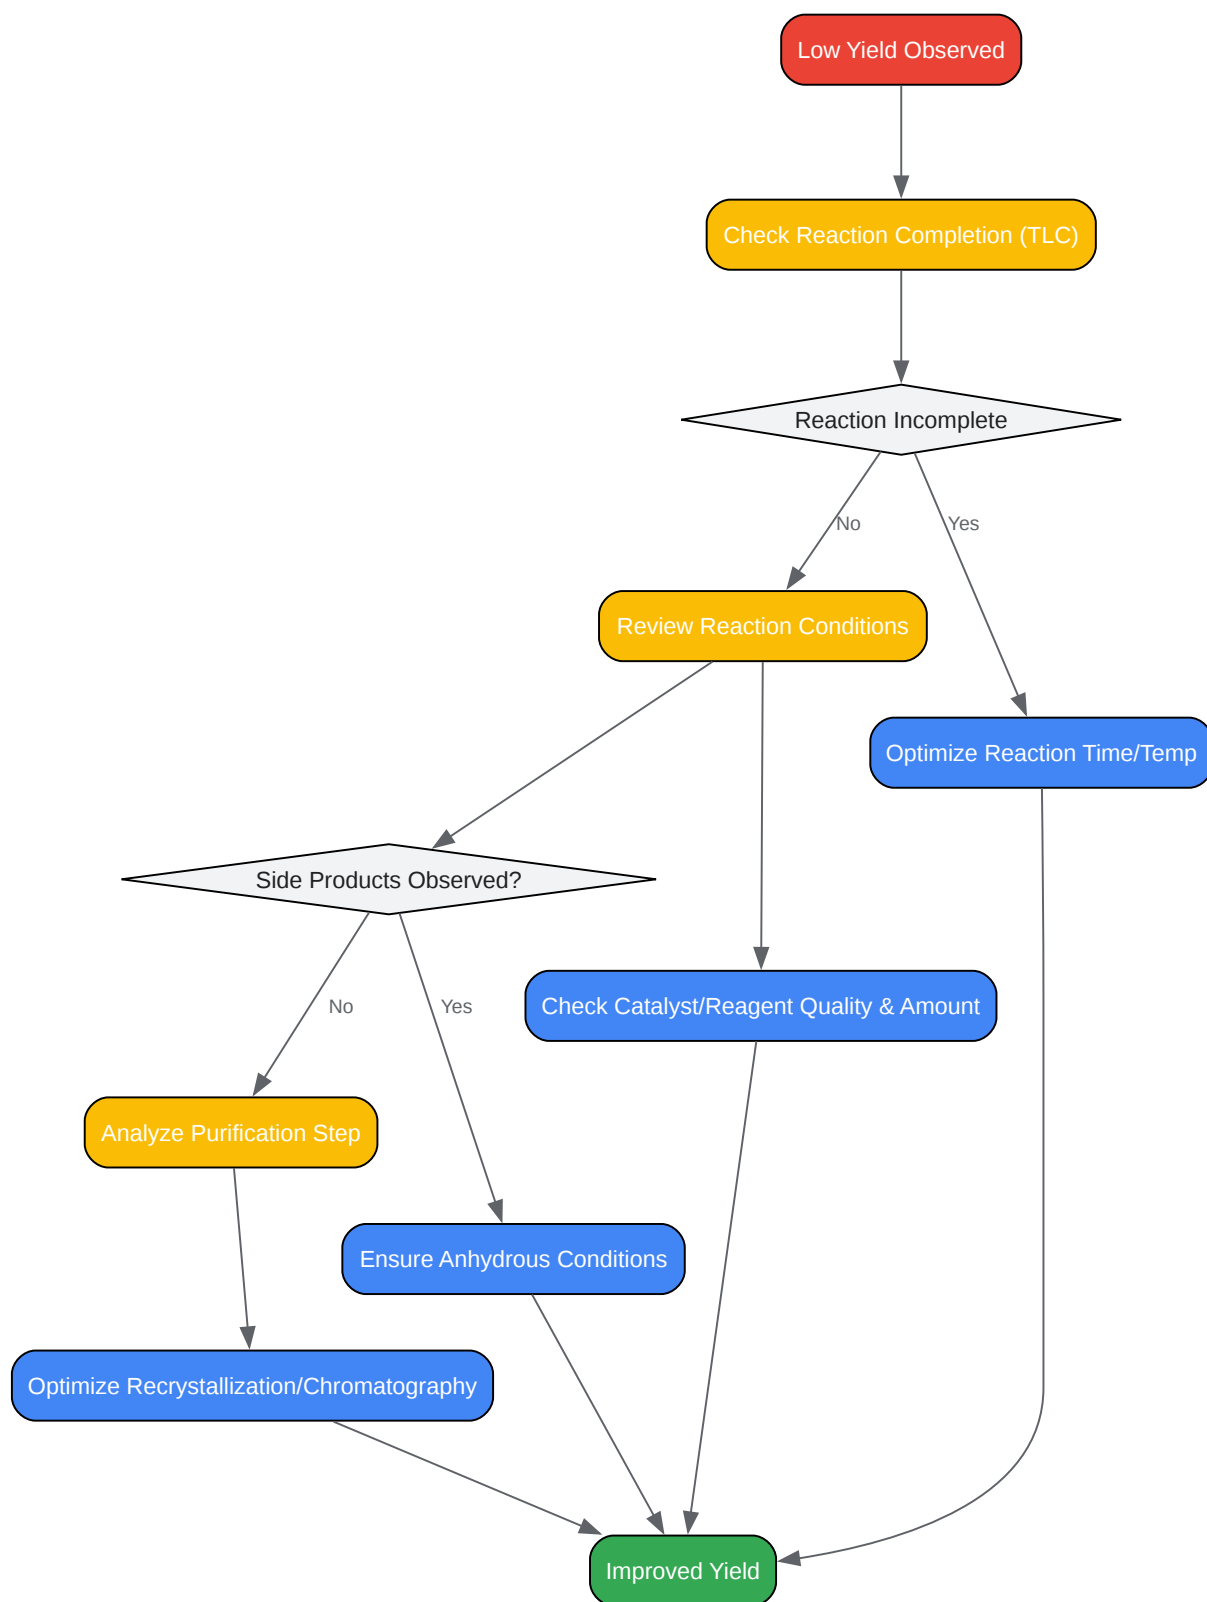 Low Yield Observed
Check Reaction Completion (TLC)
Reaction Incomplete
No
Yes
Review Reaction Conditions
Optimize Reaction Time/Temp
Side Products Observed?
No
Yes
Check Catalyst/Reagent Quality & Amount
Analyze Purification Step
Ensure Anhydrous Conditions
Optimize Recrystallization/Chromatography
Improved Yield